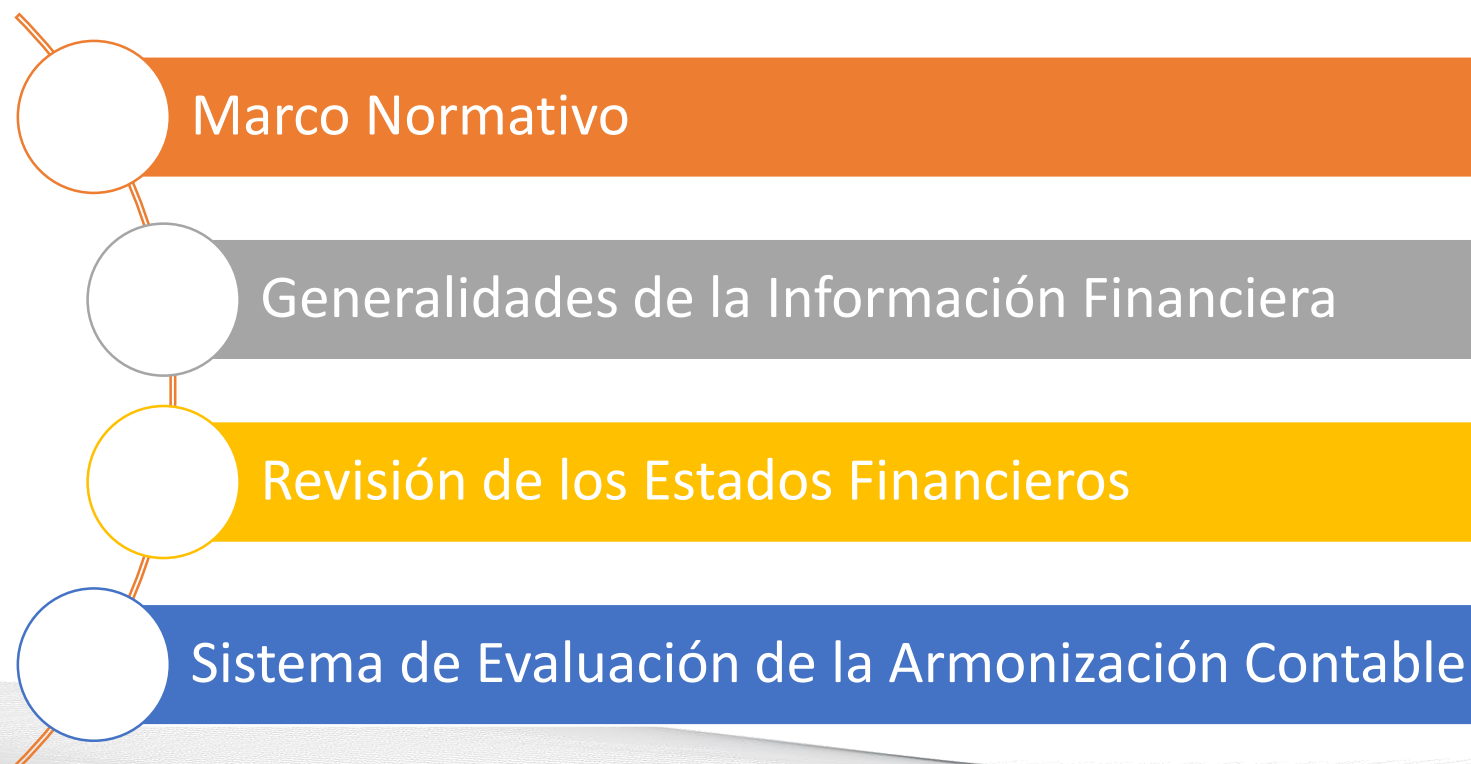 Marco Normativo
Generalidades de la Información Financiera
Revisión de los Estados Financieros
Sistema de Evaluación de la Armonización Contable